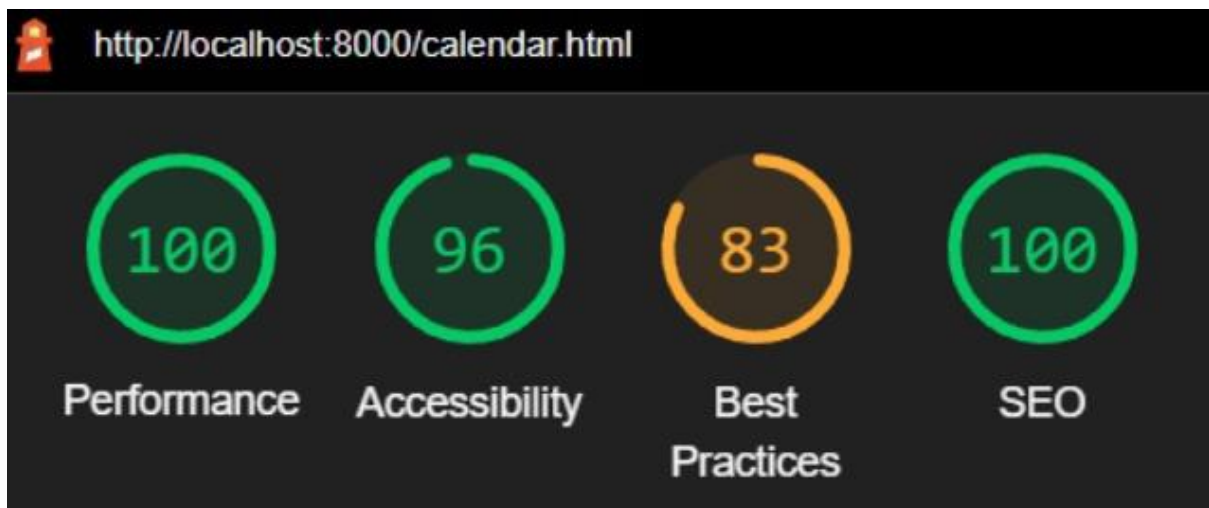 http://localhost:8000/calendar.html
100
96
83
100
Performance
Accessibility
Best
Practices
SEO